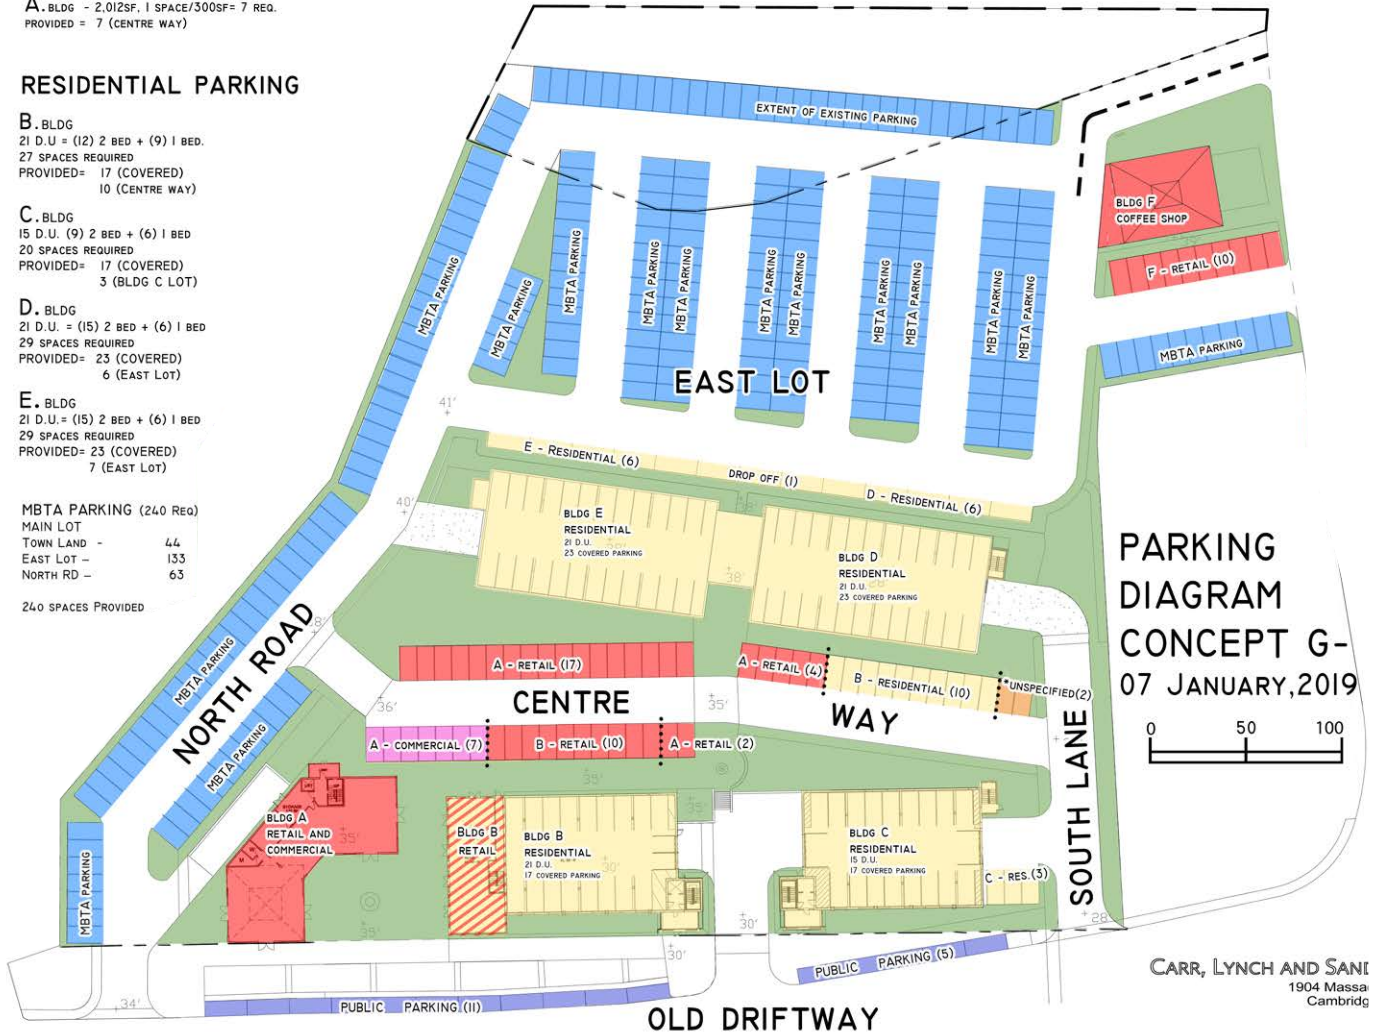 A. BLDG - 2,012SF, 1 SPACE/300SF= 7 REQ.
PROVIDED = 7 (CENTRE WAY)
RESIDENTIAL PARKING
B. BLDG
21 D.U = (12) 2 BED + (9) 1 BED.
27 SPACES REQUIRED
PROVIDED= 17 (COVERED)
10 (CENTRE WAY)
C. BLDG
15 D.U. (9) 2 BED + (6) 1 BED
20 SPACES REQUIRED
PROVIDED= 17 (COVERED)
3 (BLDG C LOT)
D. BLDG
21 D.U. = (15) 2 BED + (6) 1 BED
29 SPACES REQUIRED
PROVIDED= 23 (COVERED)
6 (EAST LOT)
E. BLDG
21 D.U. = (15) 2 BED + (6) 1 BED
29 SPACES REQUIRED
PROVIDED= 23 (COVERED)
7 (EAST LOT)
MBTA PARKING (240 REQ)
MAIN LOT
TOWN LAND - 44
EAST LOT - 133
NORTH RD - 63
240 SPACES PROVIDED
EXTENT OF EXISTING PARKING
MBTA PARKING
MBTA PARKING
MBTA PARKING
MBTA PARKING
MBTA PARKING
MBTA PARKING
MBTA PARKING
MBTA PARKING
MBTA PARKING
MBTA PARKING
MBTA PARKING
BLDG F
COFFEE SHOP
F - RETAIL (10)
MBTA PARKING
EAST LOT
41'
E - RESIDENTIAL (6)
DROP OFF (1)
D - RESIDENTIAL (6)
40'
BLDG E
RESIDENTIAL
21 D.U.
23 COVERED PARKING
38'
BLDG D
RESIDENTIAL
21 D.U.
23 COVERED PARKING
PARKING
DIAGRAM
CONCEPT G-
07 JANUARY,2019
0 50 100
NORTH ROAD
MBTA PARKING
MBTA PARKING
MBTA PARKING
A - RETAIL (17)
A - RETAIL (4)
B - RESIDENTIAL (10)
*UNSPECIFIED(2)
36'
CENTRE
35'
WAY
A - COMMERCIAL (7)
B - RETAIL (10)
A - RETAIL (2)
35'
35'
SOUTH LANE
BLDG A
RETAIL AND
COMMERCIAL
35'
BLDG B
RETAIL
BLDG B
RESIDENTIAL
21 D.U.
17 COVERED PARKING
30'
BLDG C
RESIDENTIAL
15 D.U.
17 COVERED PARKING
C - RES.(3)
35'
30'
28'
30'
34'
PUBLIC PARKING (11)
PUBLIC PARKING (5)
OLD DRIFTWAY
CARR, LYNCH AND SAND
1904 Massa
Cambridg